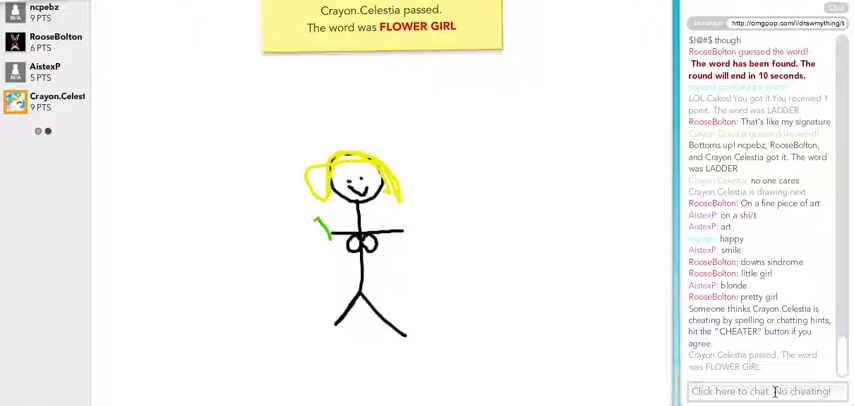 ncpebz
9 PTS
RooseBolton
6 PTS
AistexP
5 PTS
Crayon.Celest
9 PTS
Crayon.Celestia passed.
The word was FLOWER GIRL
http://omgpop.com/i/drawmything/t
$!@#$ though
RooseBolton guessed the word!
The word has been found. The
round will end in 10 seconds.
ncpebz guessed the word!
LOL Cakes! You got it.You received 1
point. The word was LADDER
RooseBolton: That's like my signature
Crayon.Celestia guessed the word!
Bottoms up! ncpebz, RooseBolton,
and Crayon.Celestia got it. The word
was LADDER
Crayon.Celestia: no one cares
Crayon.Celestia is drawing next
RooseBolton: On a fine piece of art
AistexP: on a shi/t
AistexP: art
ncpebz: happy
AistexP: smile
RooseBolton: downs sindrome
RooseBolton: little girl
AistexP: blonde
RooseBolton: pretty girl
Someone thinks Crayon.Celestia is
cheating by spelling or chatting hints,
hit the "CHEATER" button if you
agree.
Crayon.Celestia passed. The word
was FLOWER GIRL
Click here to chat. No cheating!